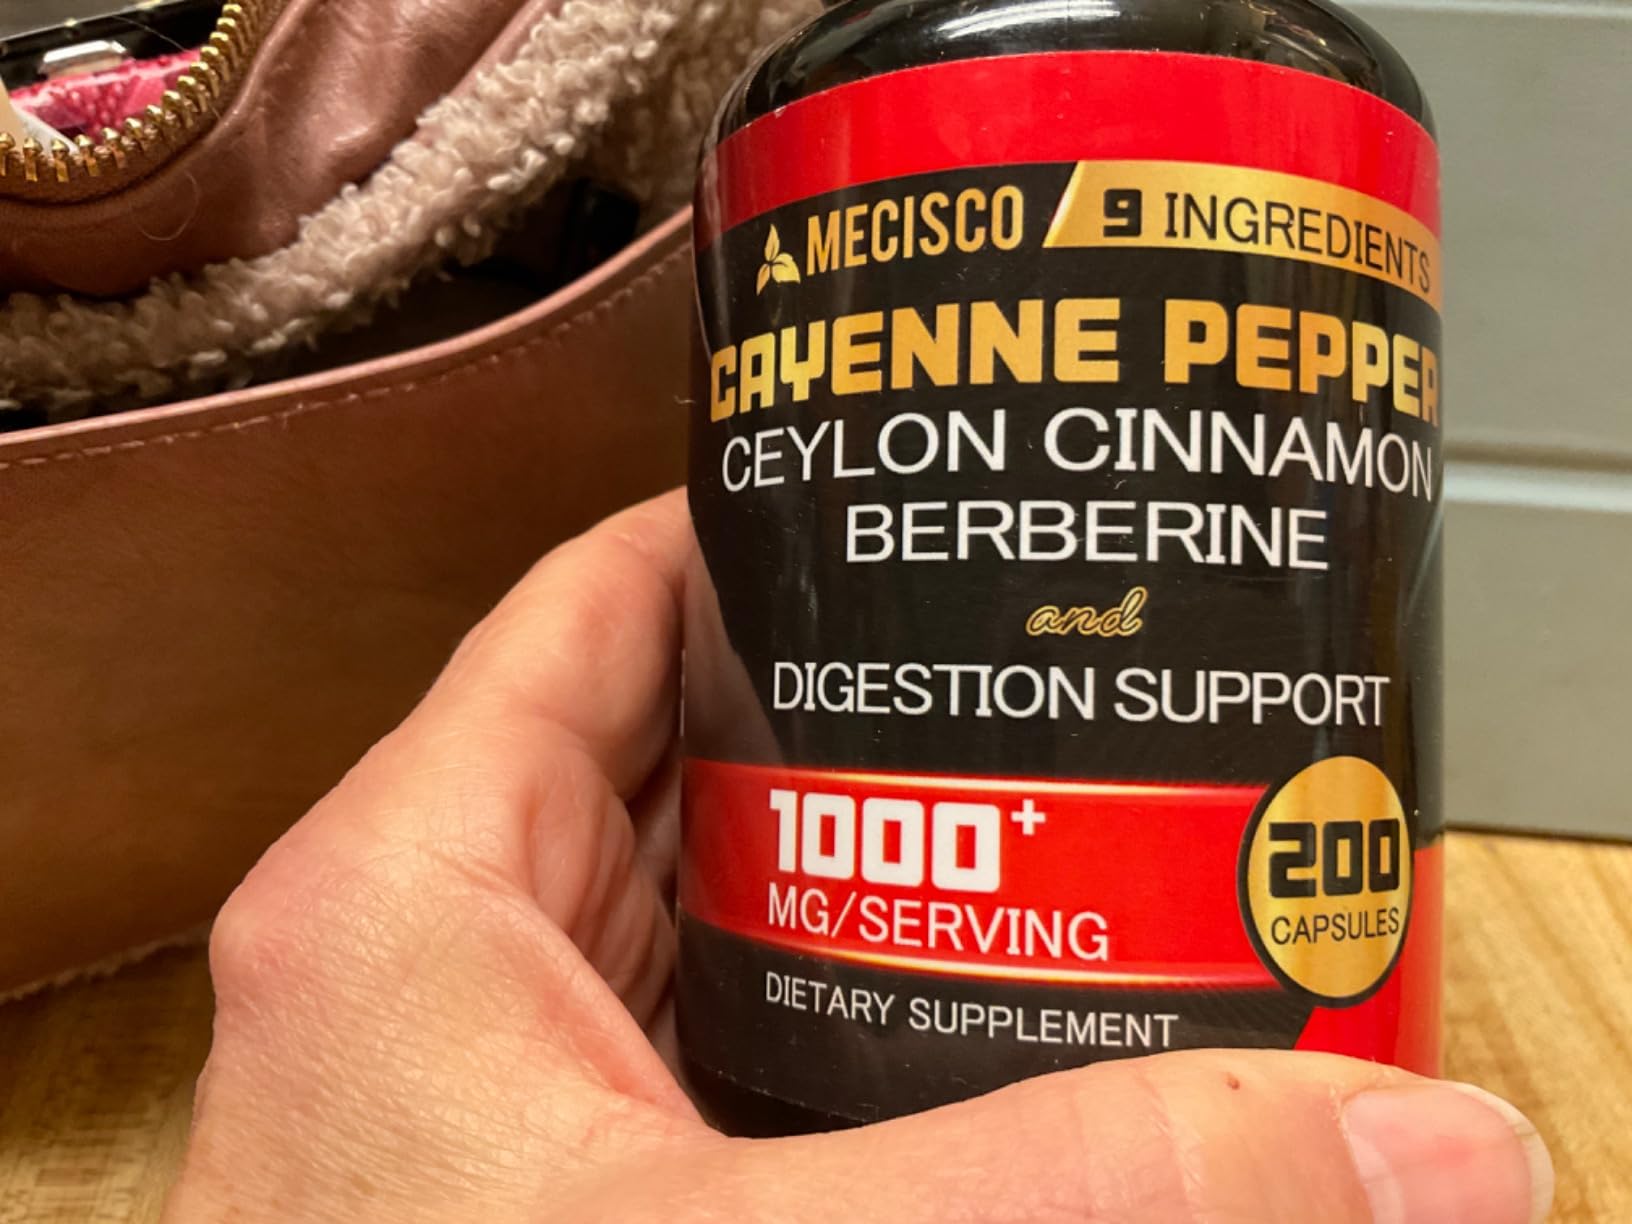 MECISCO
9 INGREDIENTS
CAYENNE PEPPER
CEYLON CINNAMON
BERBERINE
and
DIGESTION SUPPORT
1000+
MG/SERVING
200
CAPSULES
DIETARY SUPPLEMENT